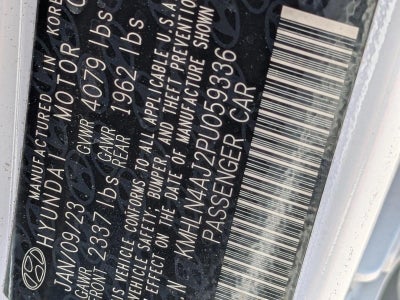 MANUFACTURED IN KORE
HYUNDAI MOTOR C
JAN/09/23 GVWR 4079 lbs
GAWR FRONT 2337 lbs GAWR REAR 1962 lbs
THIS VEHICLE CONFORMS TO ALL APPLICABLE U.S.A
VEHICLE SAFETY, BUMPER, AND THEFT PREVENTION
EFFECT ON THE DATE OF MANUFACTURE SHOWN
N KMHLN4AJ2PU059336
PASSENGER CAR